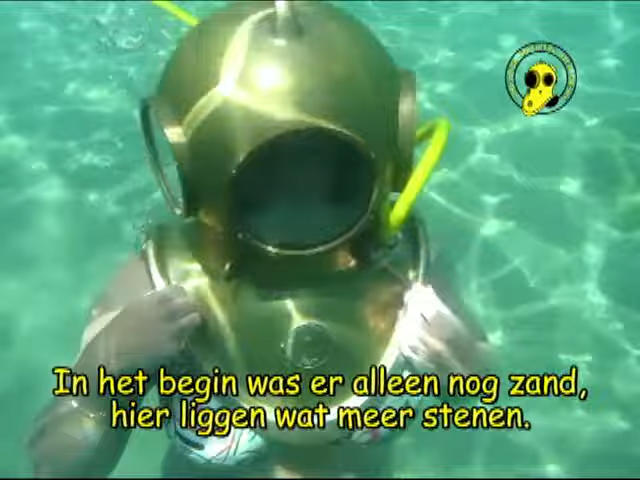 In het begin was er alleen nog zand,
hier liggen wat meer stenen.